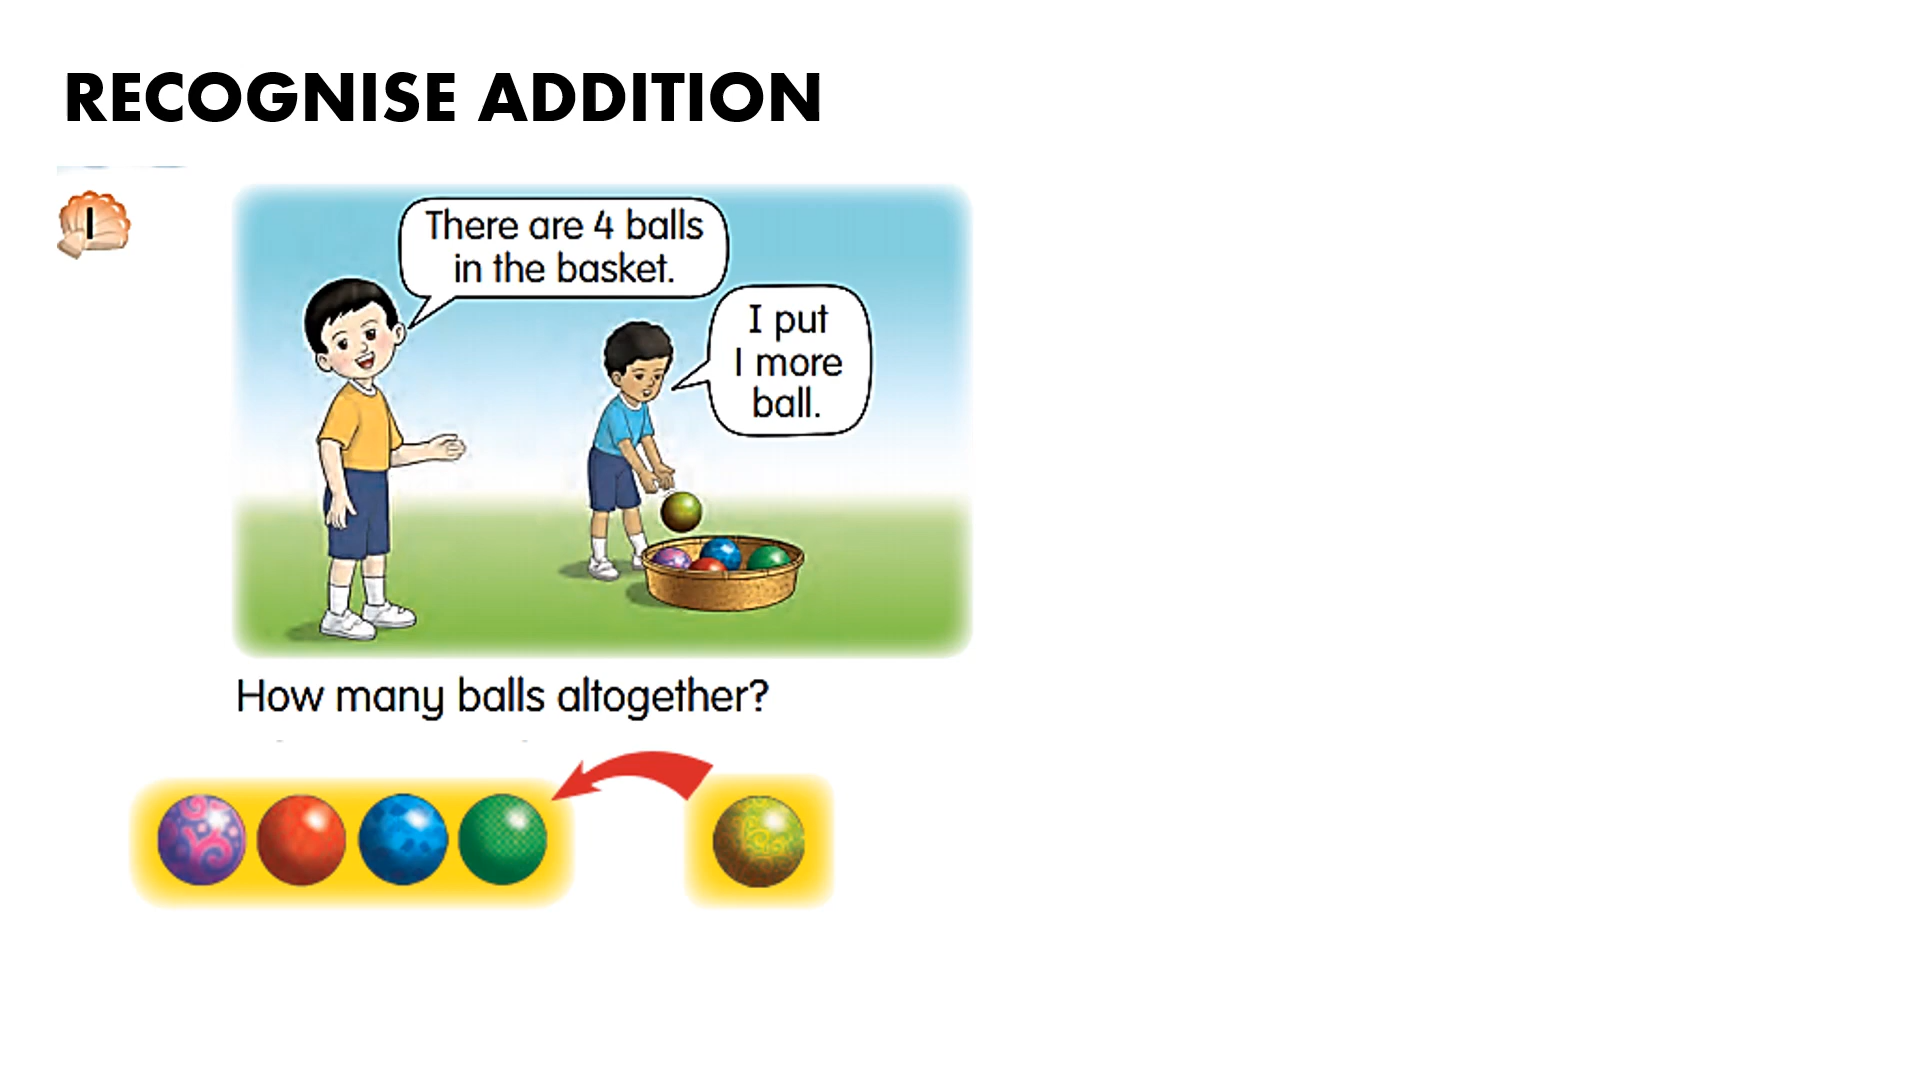 RECOGNISE ADDITION
1
There are 4 balls
in the basket.
I put
1 more
ball.
How many balls altogether?